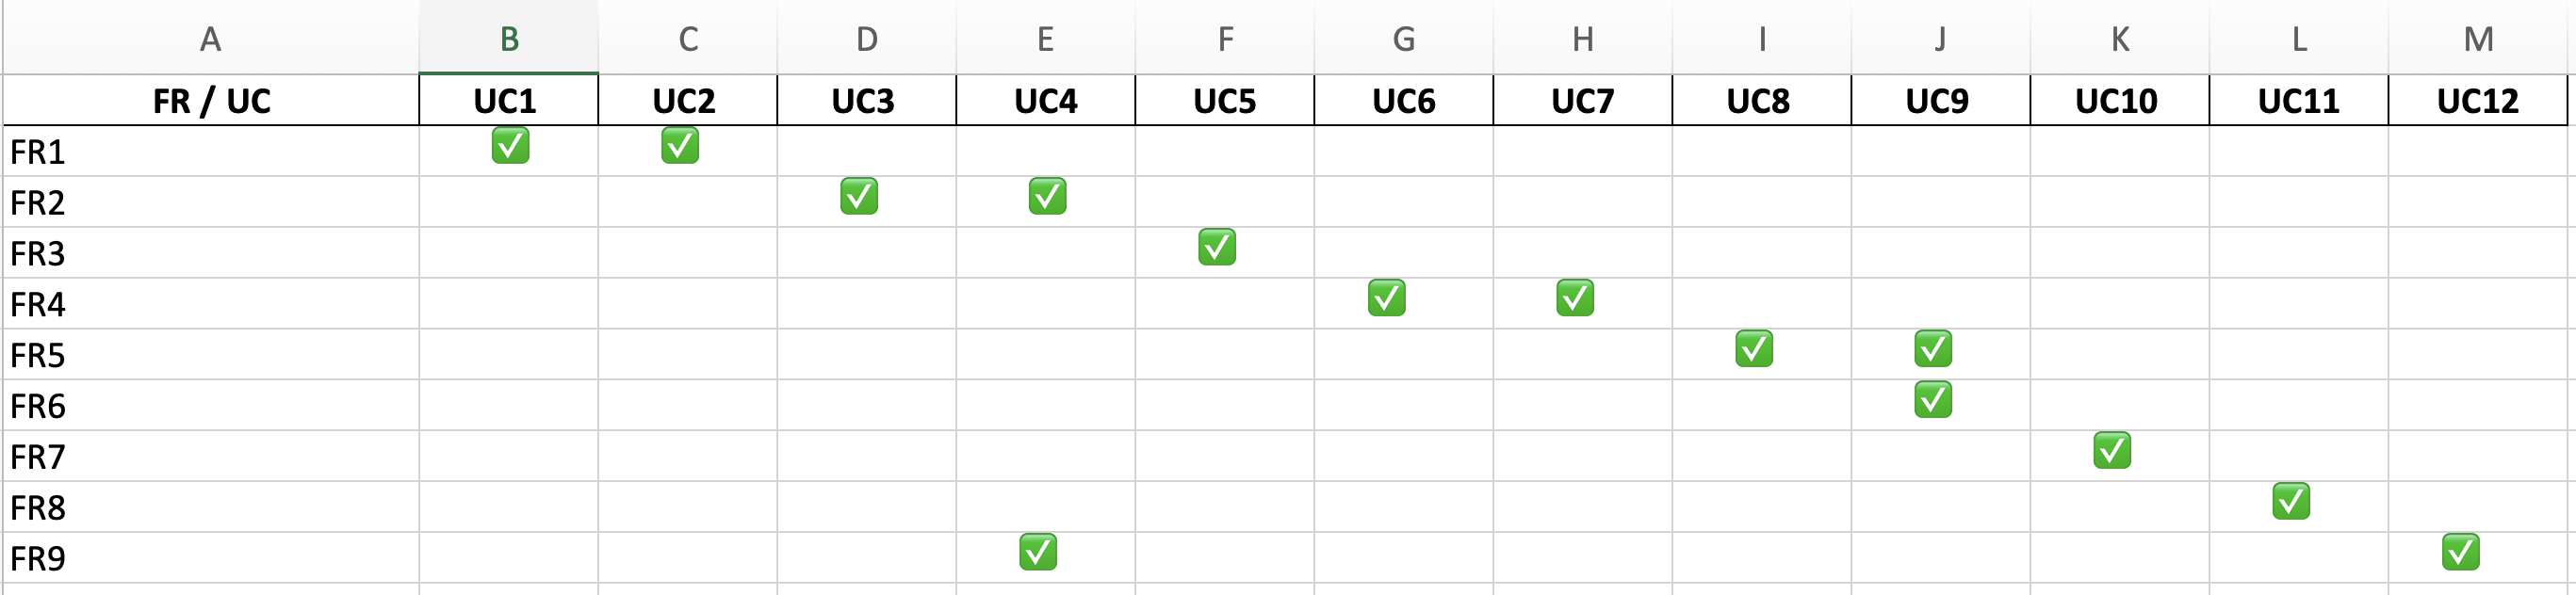 A B C D E F G H I J K L M
FR / UC UC1 UC2 UC3 UC4 UC5 UC6 UC7 UC8 UC9 UC10 UC11 UC12
FR1 ✅ ✅
FR2 ✅ ✅
FR3 ✅
FR4 ✅ ✅
FR5 ✅ ✅
FR6 ✅
FR7 ✅
FR8 ✅
FR9 ✅ ✅